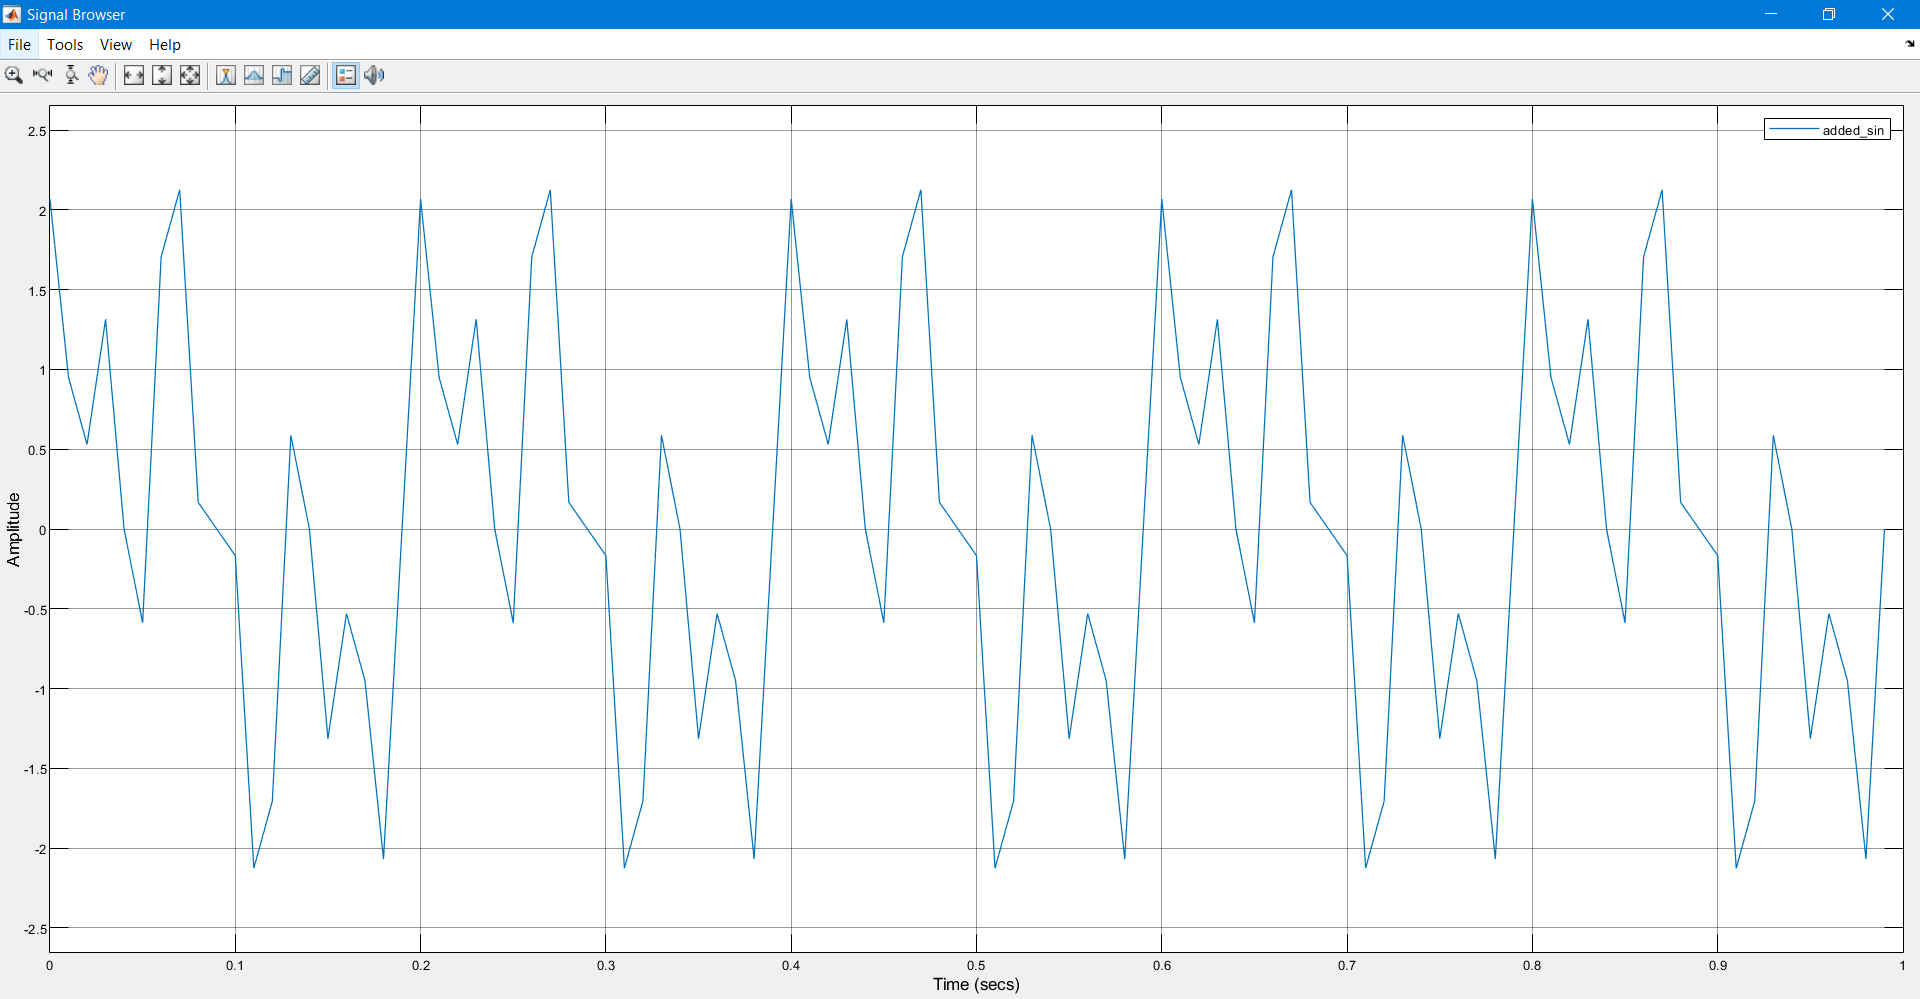 Signal Browser
File Tools View Help
added_sin
2.5
2
1.5
1
0.5
0
-0.5
-1
-1.5
-2
-2.5
Amplitude
0 0.1 0.2 0.3 0.4 0.5 0.6 0.7 0.8 0.9 1
Time (secs)